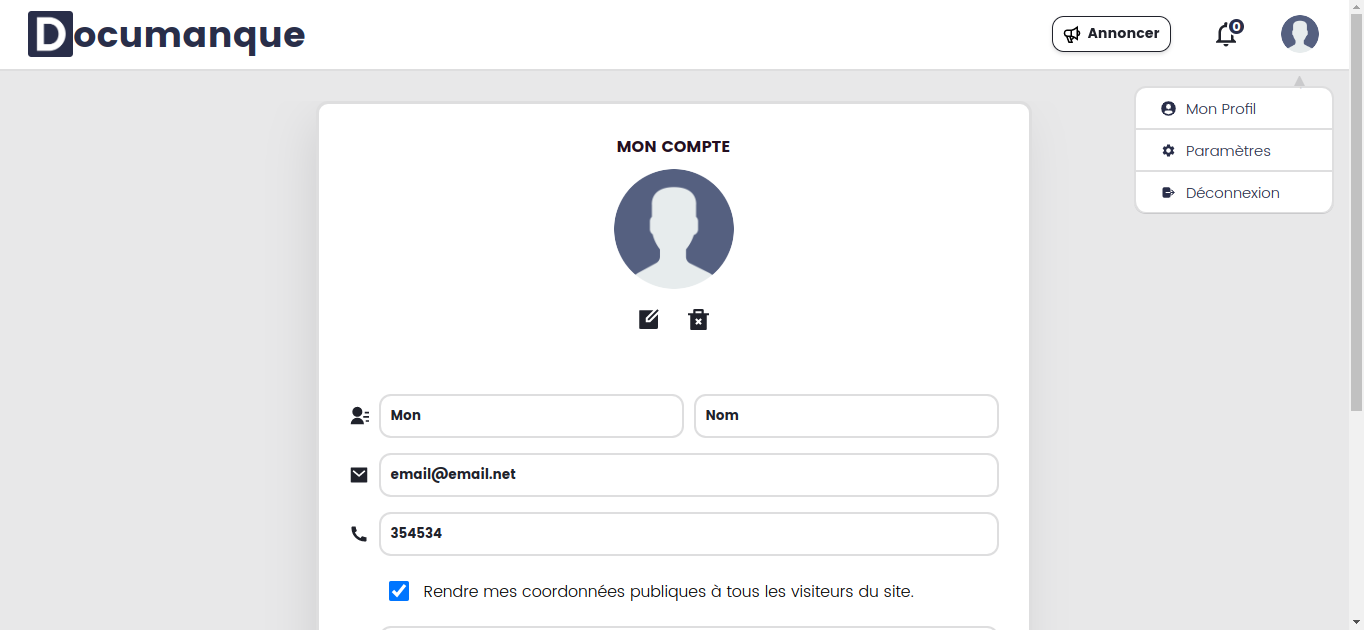 Documanque
Annoncer
0
Mon Profil
Paramètres
Déconnexion
MON COMPTE
Mon
Nom
email@email.net
354534
Rendre mes coordonnées publiques à tous les visiteurs du site.